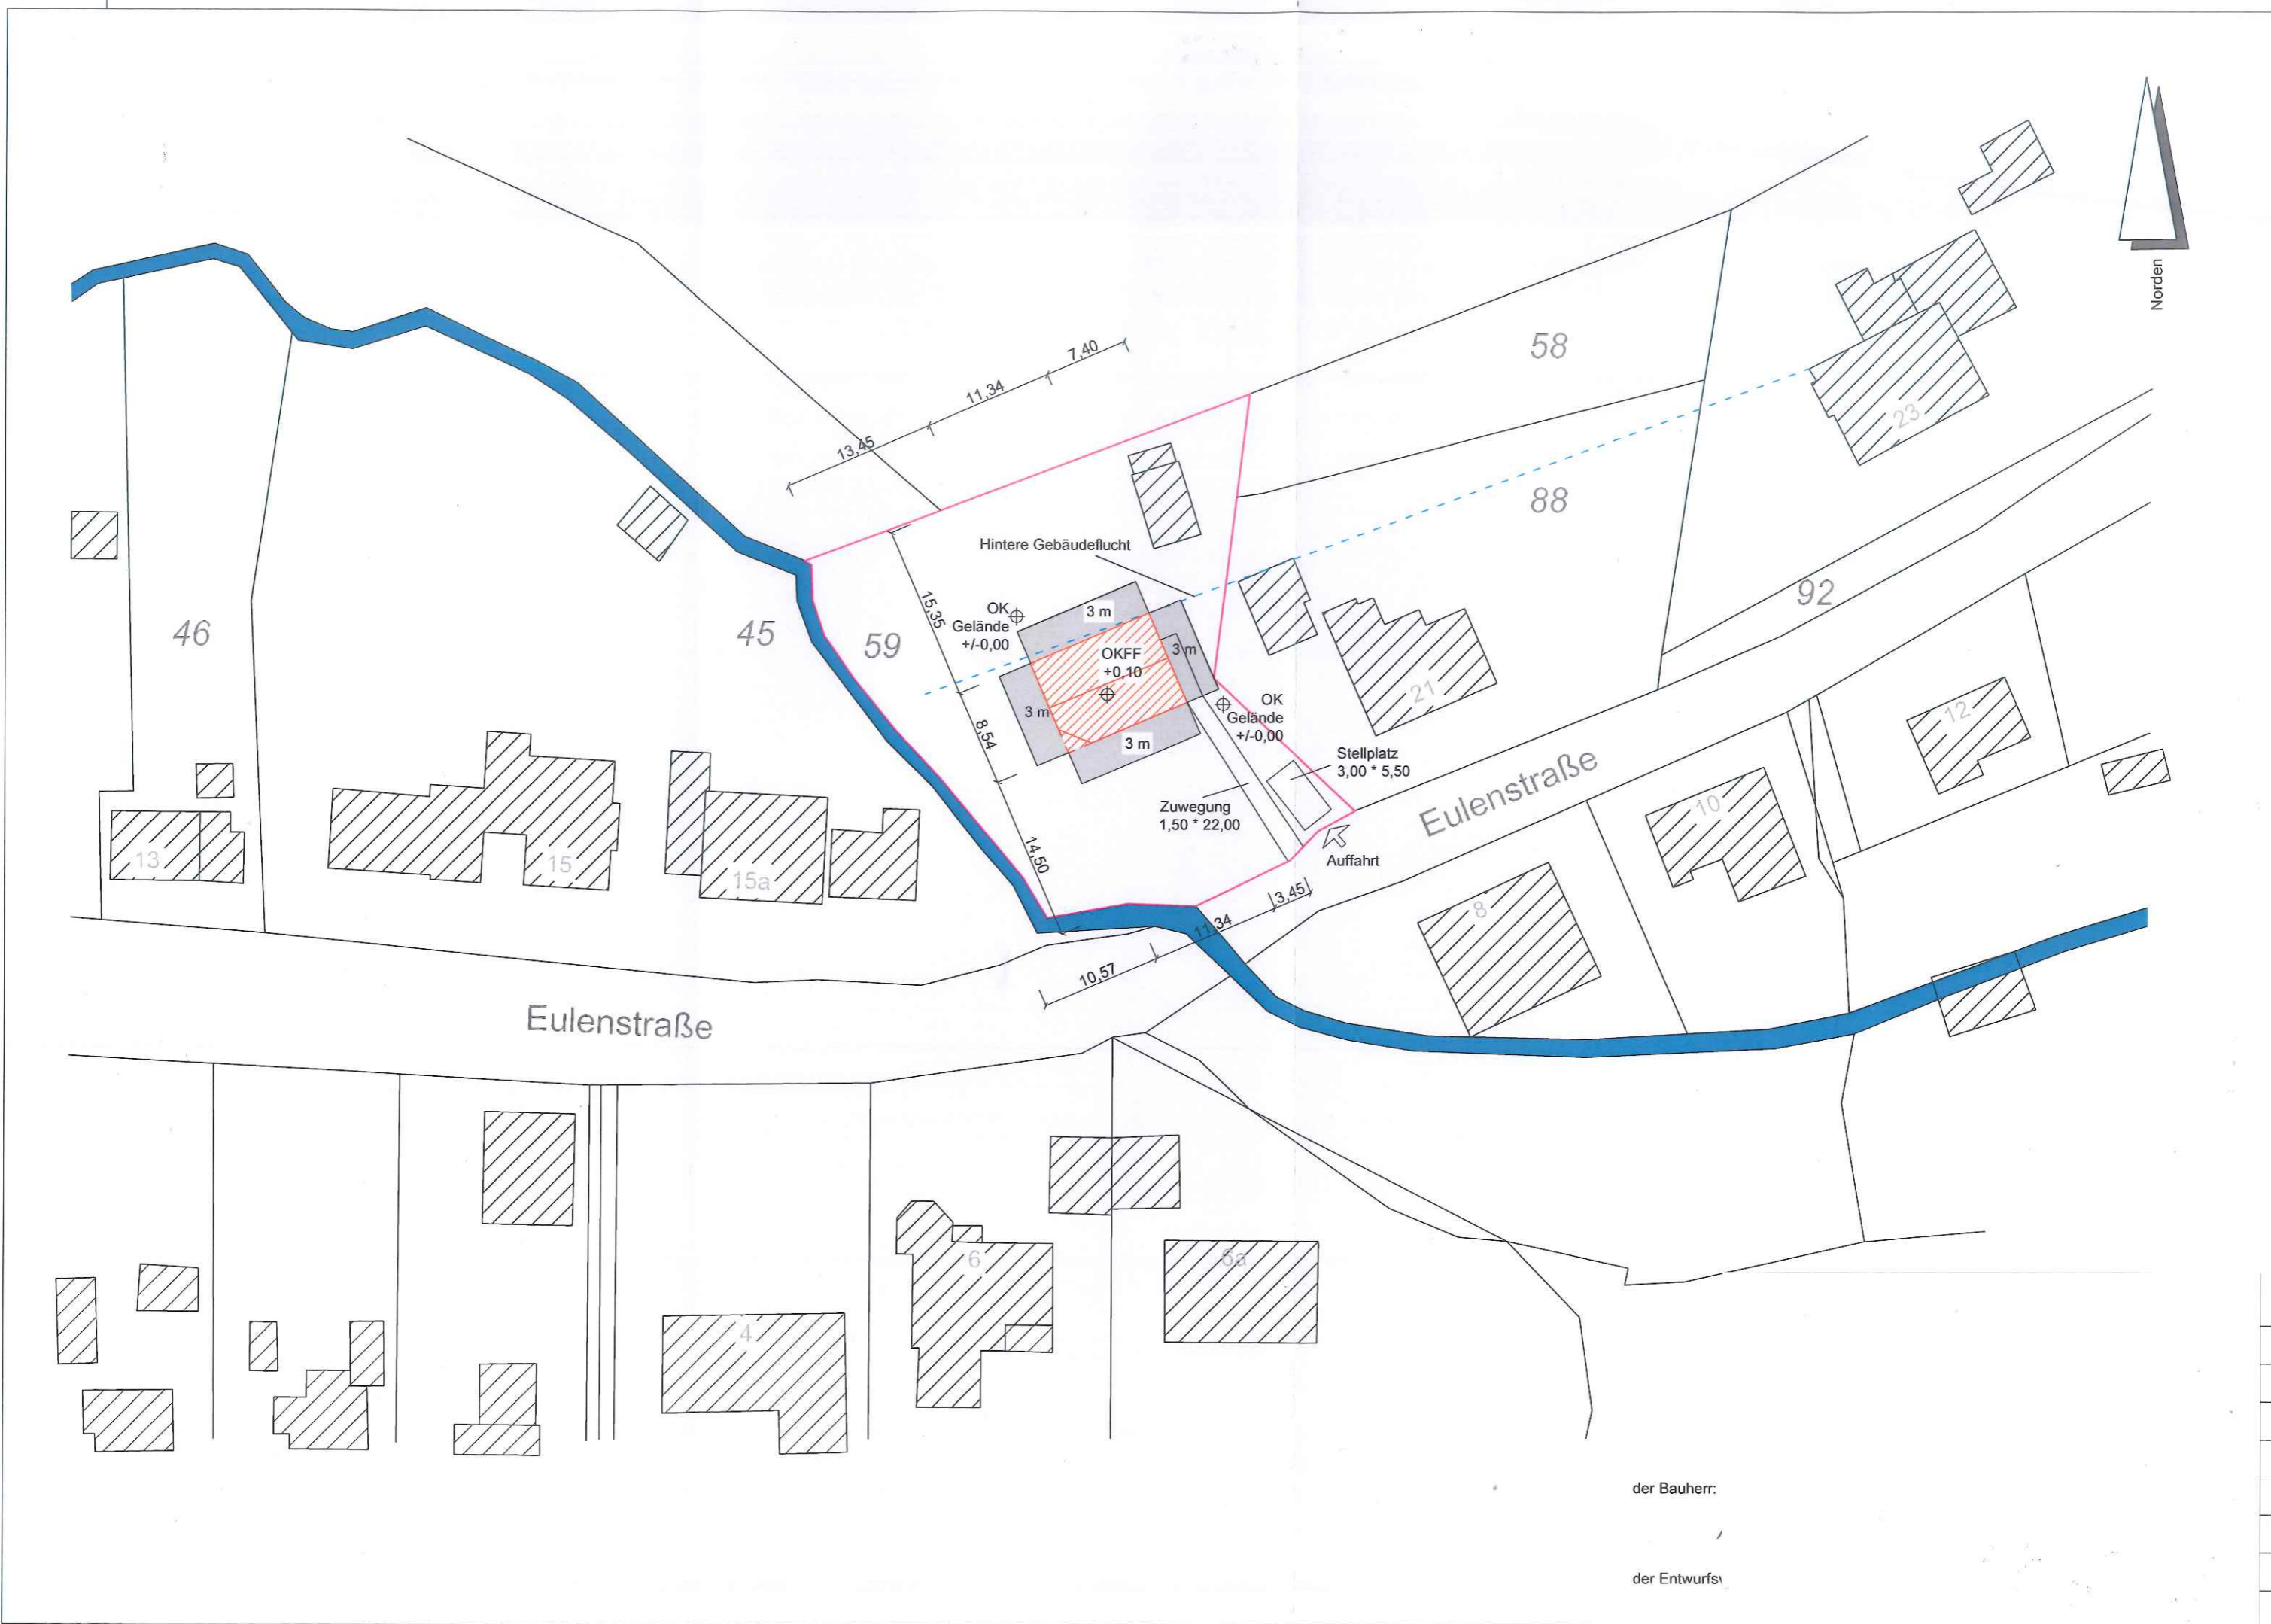 Norden
58
7,40
11,34
13,45
23
88
Hintere Gebäudeflucht
92
15,35
OK
Gelände
+/-0,00
3 m
46
45
59
OKFF
+0,10
3 m
21
3 m
OK
Gelände
+/-0,00
12
8,54
3 m
Stellplatz
3,00 * 5,50
Eulenstraße
10
Zuwegung
1,50 * 22,00
13
15
15a
14,50
Auffahrt
3,45
8
11,34
10,57
Eulenstraße
6
6a
4
der Bauherr: